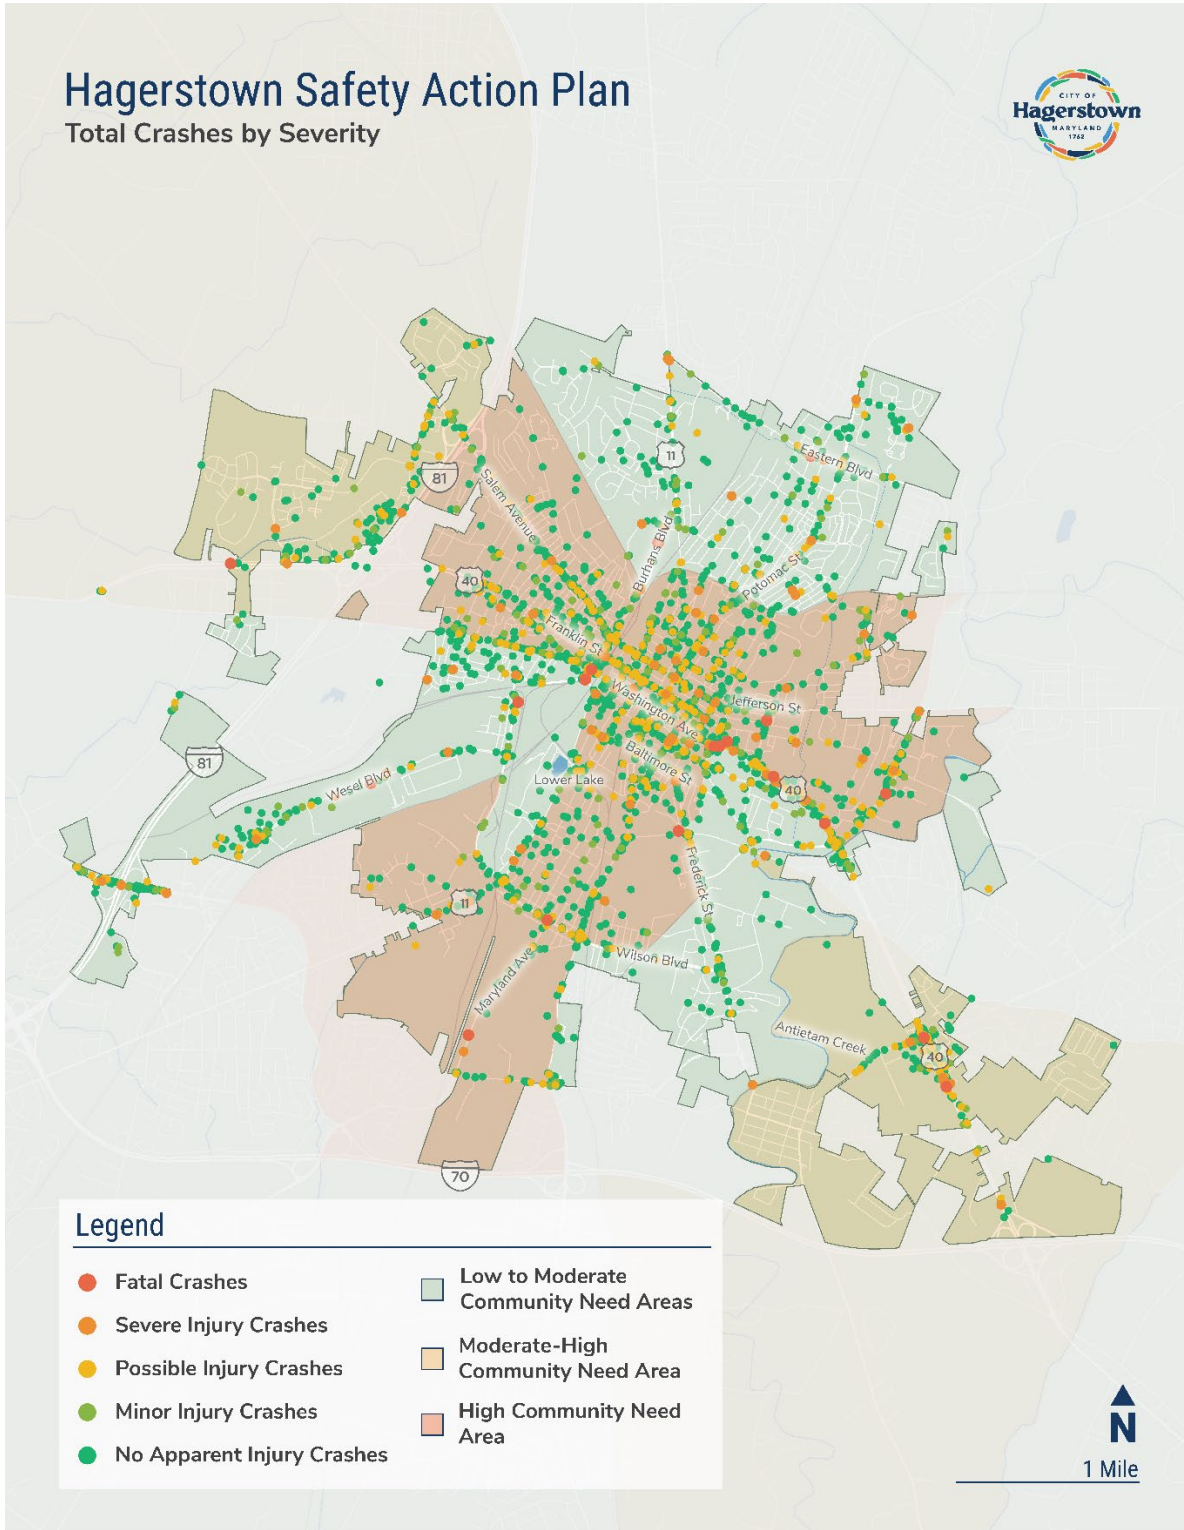 Hagerstown Safety Action Plan
Total Crashes by Severity
CITY OF
Hagerstown
MARYLAND
1762
11
Eastern Blvd
81
Salem Avenue
Burhans Blvd
40
Potomac St
Franklin St
Washington Ave
Jefferson St
Baltimore St
81
Lower Lake
Wesel Blvd
40
Frederick St
11
Wilson Blvd
Maryland Ave
Antietam Creek
40
70
Legend
Fatal Crashes
Severe Injury Crashes
Possible Injury Crashes
Minor Injury Crashes
No Apparent Injury Crashes
Low to Moderate
Community Need Areas
Moderate-High
Community Need Area
High Community Need
Area
N
1 Mile